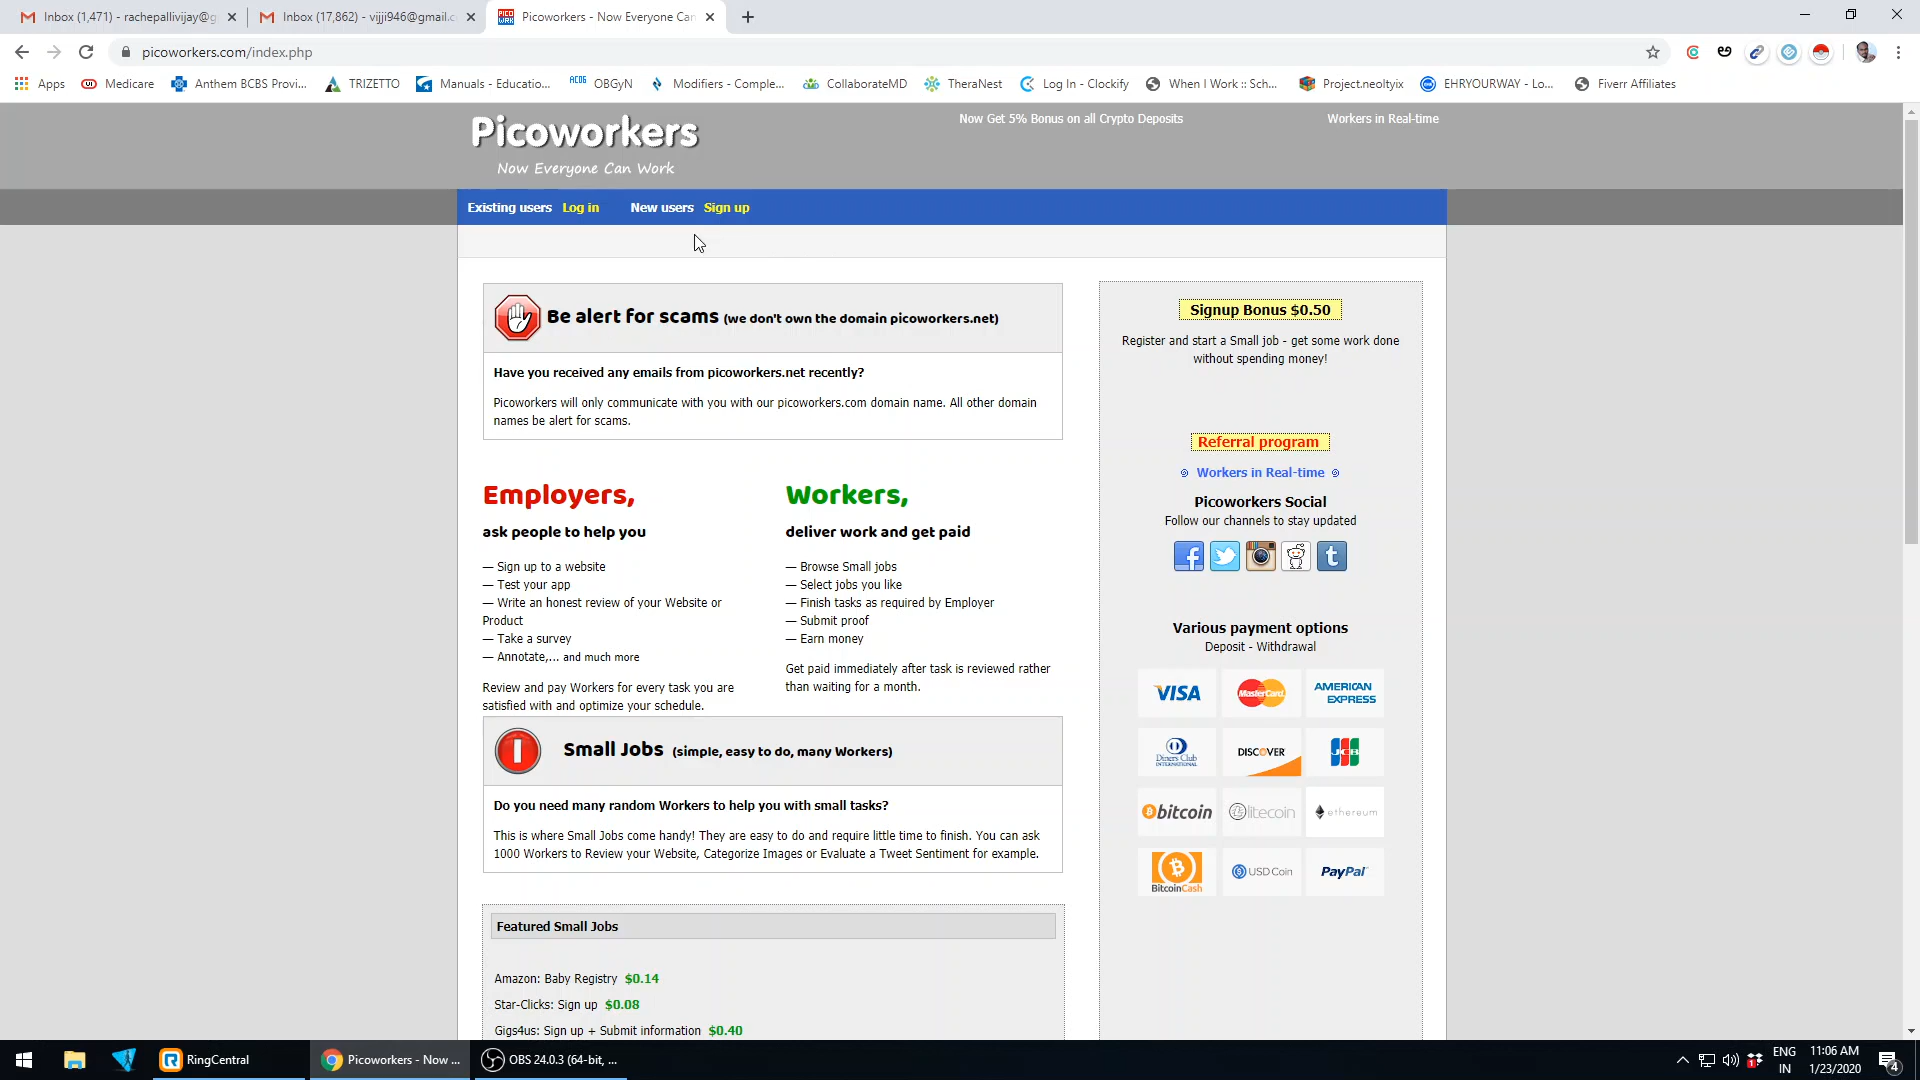 Inbox (1,471) - rachepallivijay@g
Inbox (17,862) - vijji946@gmail.c
Picoworkers - Now Everyone Can
picoworkers.com/index.php
Apps
Medicare
Anthem BCBS Provi...
TRIZETTO
Manuals - Educatio...
ACOG
OBGyN
Modifiers - Comple...
CollaborateMD
TheraNest
Log In - Clockify
When I Work :: Sch...
Project.neoltyix
EHRYOURWAY - Lo...
Fiverr Affiliates
Picoworkers
Now Everyone Can Work
Now Get 5% Bonus on all Crypto Deposits
Workers in Real-time
Existing users Log in New users Sign up
Be alert for scams (we don't own the domain picoworkers.net)
Have you received any emails from picoworkers.net recently?
Picoworkers will only communicate with you with our picoworkers.com domain name. All other domain
names be alert for scams.
Employers,
ask people to help you
— Sign up to a website
— Test your app
— Write an honest review of your Website or
Product
— Take a survey
— Annotate,... and much more
Review and pay Workers for every task you are
satisfied with and optimize your schedule.
Workers,
deliver work and get paid
— Browse Small jobs
— Select jobs you like
— Finish tasks as required by Employer
— Submit proof
— Earn money
Get paid immediately after task is reviewed rather
than waiting for a month.
Small Jobs (simple, easy to do, many Workers)
Do you need many random Workers to help you with small tasks?
This is where Small Jobs come handy! They are easy to do and require little time to finish. You can ask
1000 Workers to Review your Website, Categorize Images or Evaluate a Tweet Sentiment for example.
Featured Small Jobs
Amazon: Baby Registry $0.14
Star-Clicks: Sign up $0.08
Gigs4us: Sign up + Submit information $0.40
Signup Bonus $0.50
Register and start a Small job - get some work done
without spending money!
Referral program
Workers in Real-time
Picoworkers Social
Follow our channels to stay updated
Various payment options
Deposit - Withdrawal
VISA
MasterCard
AMERICAN
EXPRESS
Diners Club
INTERNATIONAL
DISCOVER
JCB
bitcoin
litecoin
ethereum
BitcoinCash
USD Coin
PayPal
RingCentral
Picoworkers - Now ...
OBS 24.0.3 (64-bit, ...
ENG
IN
11:06 AM
1/23/2020
4